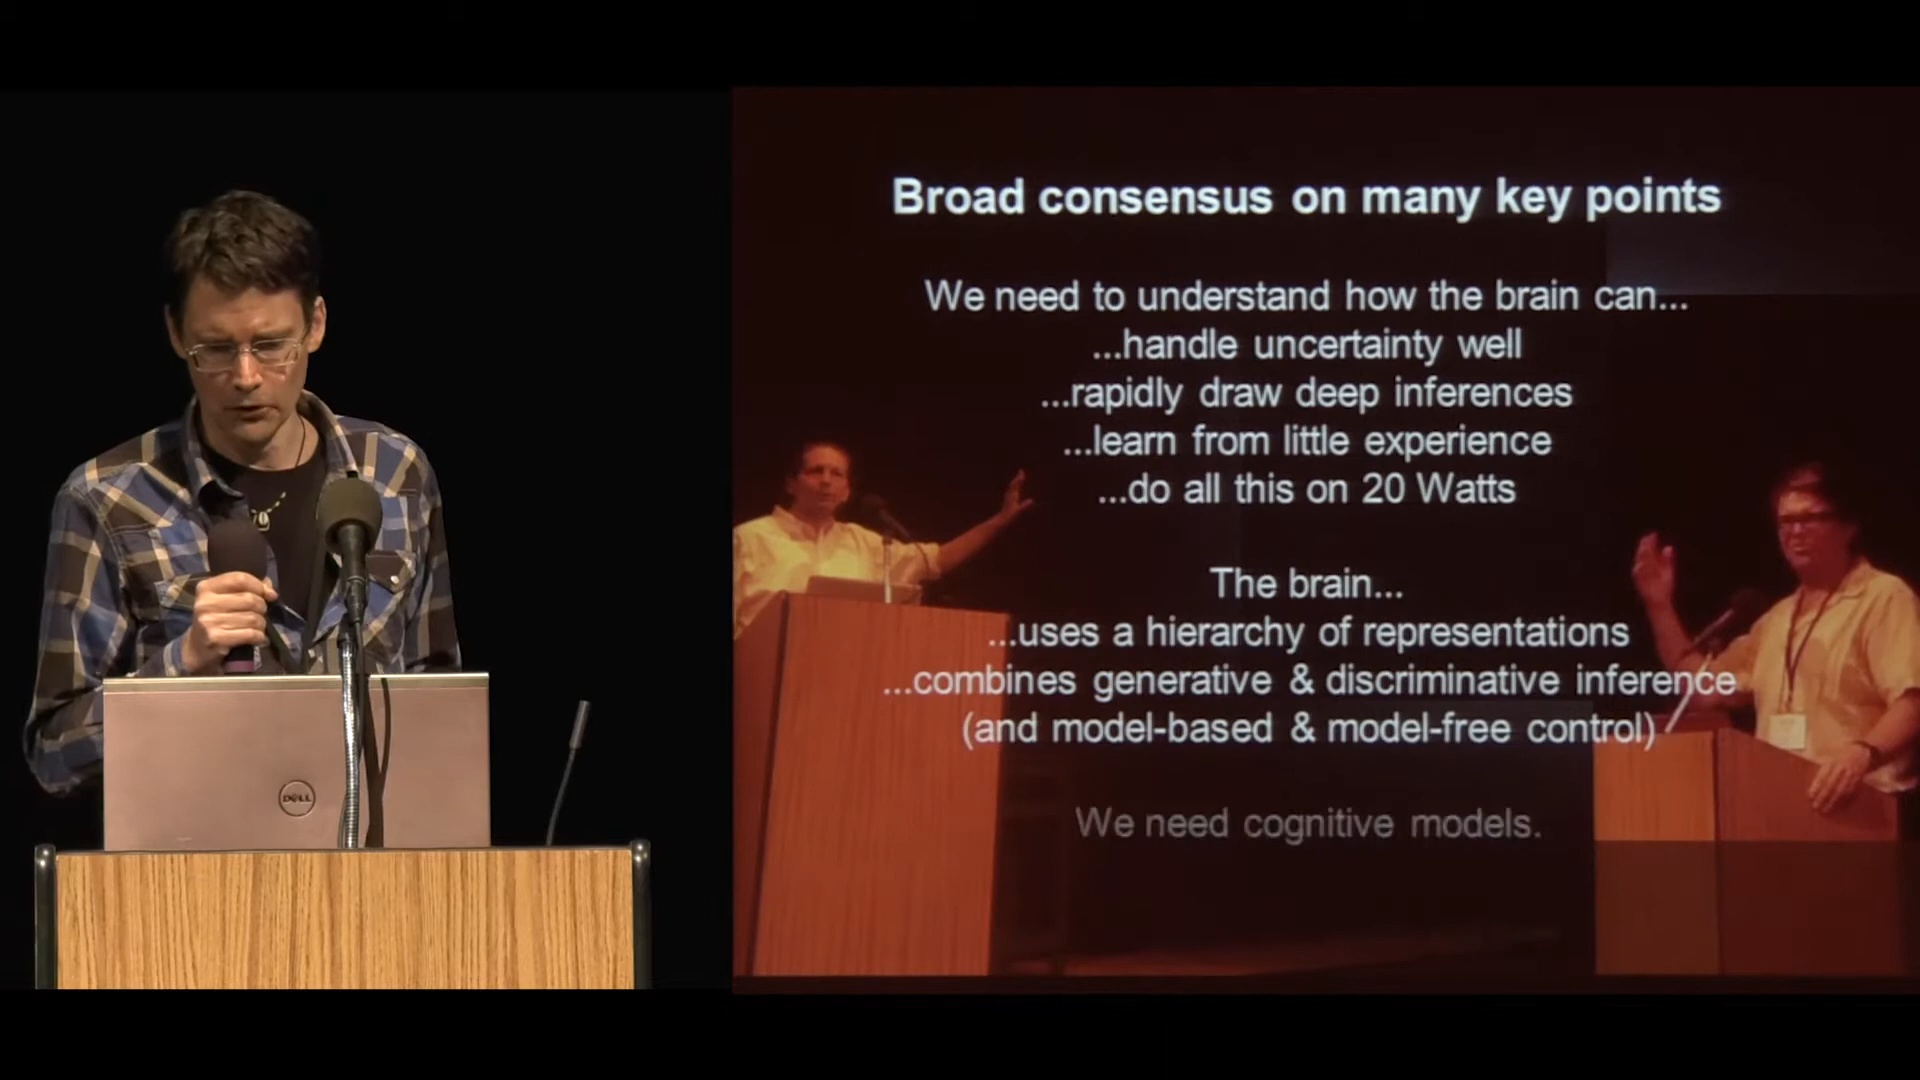 Broad consensus on many key points
We need to understand how the brain can...
...handle uncertainty well
...rapidly draw deep inferences
...learn from little experience
...do all this on 20 Watts
The brain...
...uses a hierarchy of representations
...combines generative & discriminative inference
(and model-based & model-free control)
We need cognitive models.
DELL